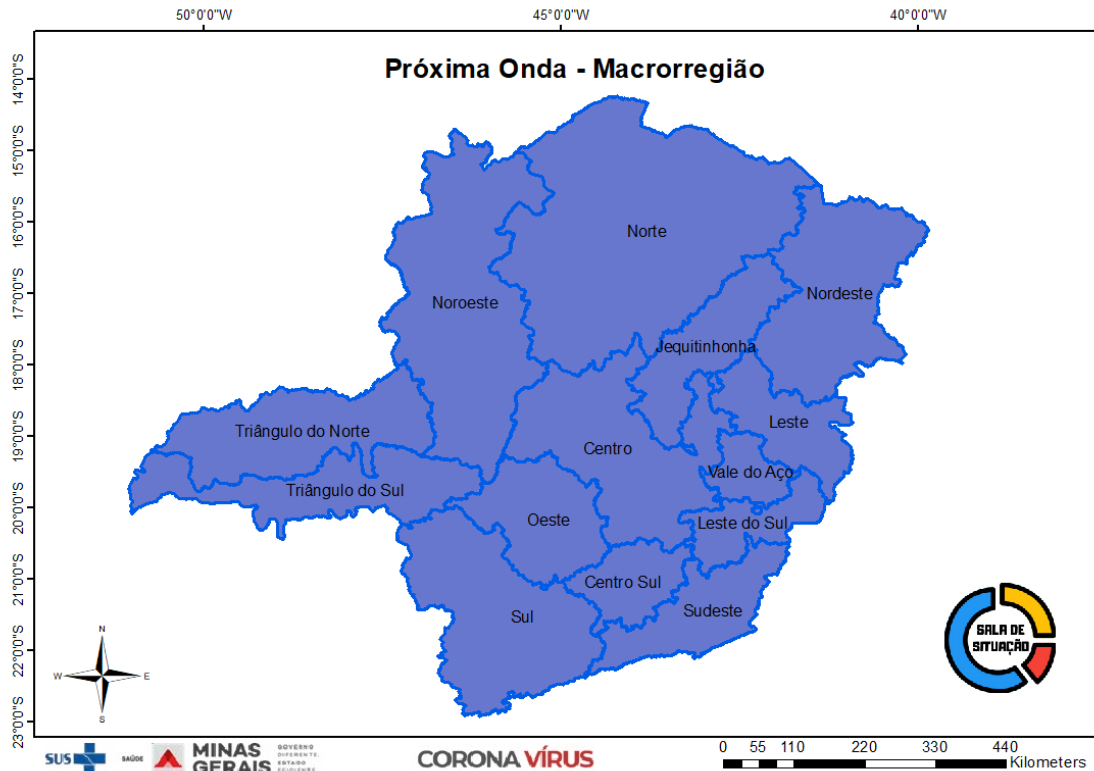 50°0'0"W 45°0'0"W 40°0'0"W
Próxima Onda - Macrorregião
14°0'0"S
15°0'0"S
16°0'0"S
17°0'0"S
18°0'0"S
19°0'0"S
20°0'0"S
21°0'0"S
22°0'0"S
23°0'0"S
Norte
Noroeste
Nordeste
Jequitinhonha
Triângulo do Norte
Leste
Centro
Vale do Aço
Triângulo do Sul
Oeste
Leste do Sul
Centro Sul
Sul
Sudeste
N
W E
S
SALA DE
SITUAÇÃO
SUS
SAÚDE
MINAS
GERAIS
GOVERNO
DIFERENTE.
ESTADO
EFICIENTE.
CORONA VÍRUS
0 55 110 220 330 440
Kilometers